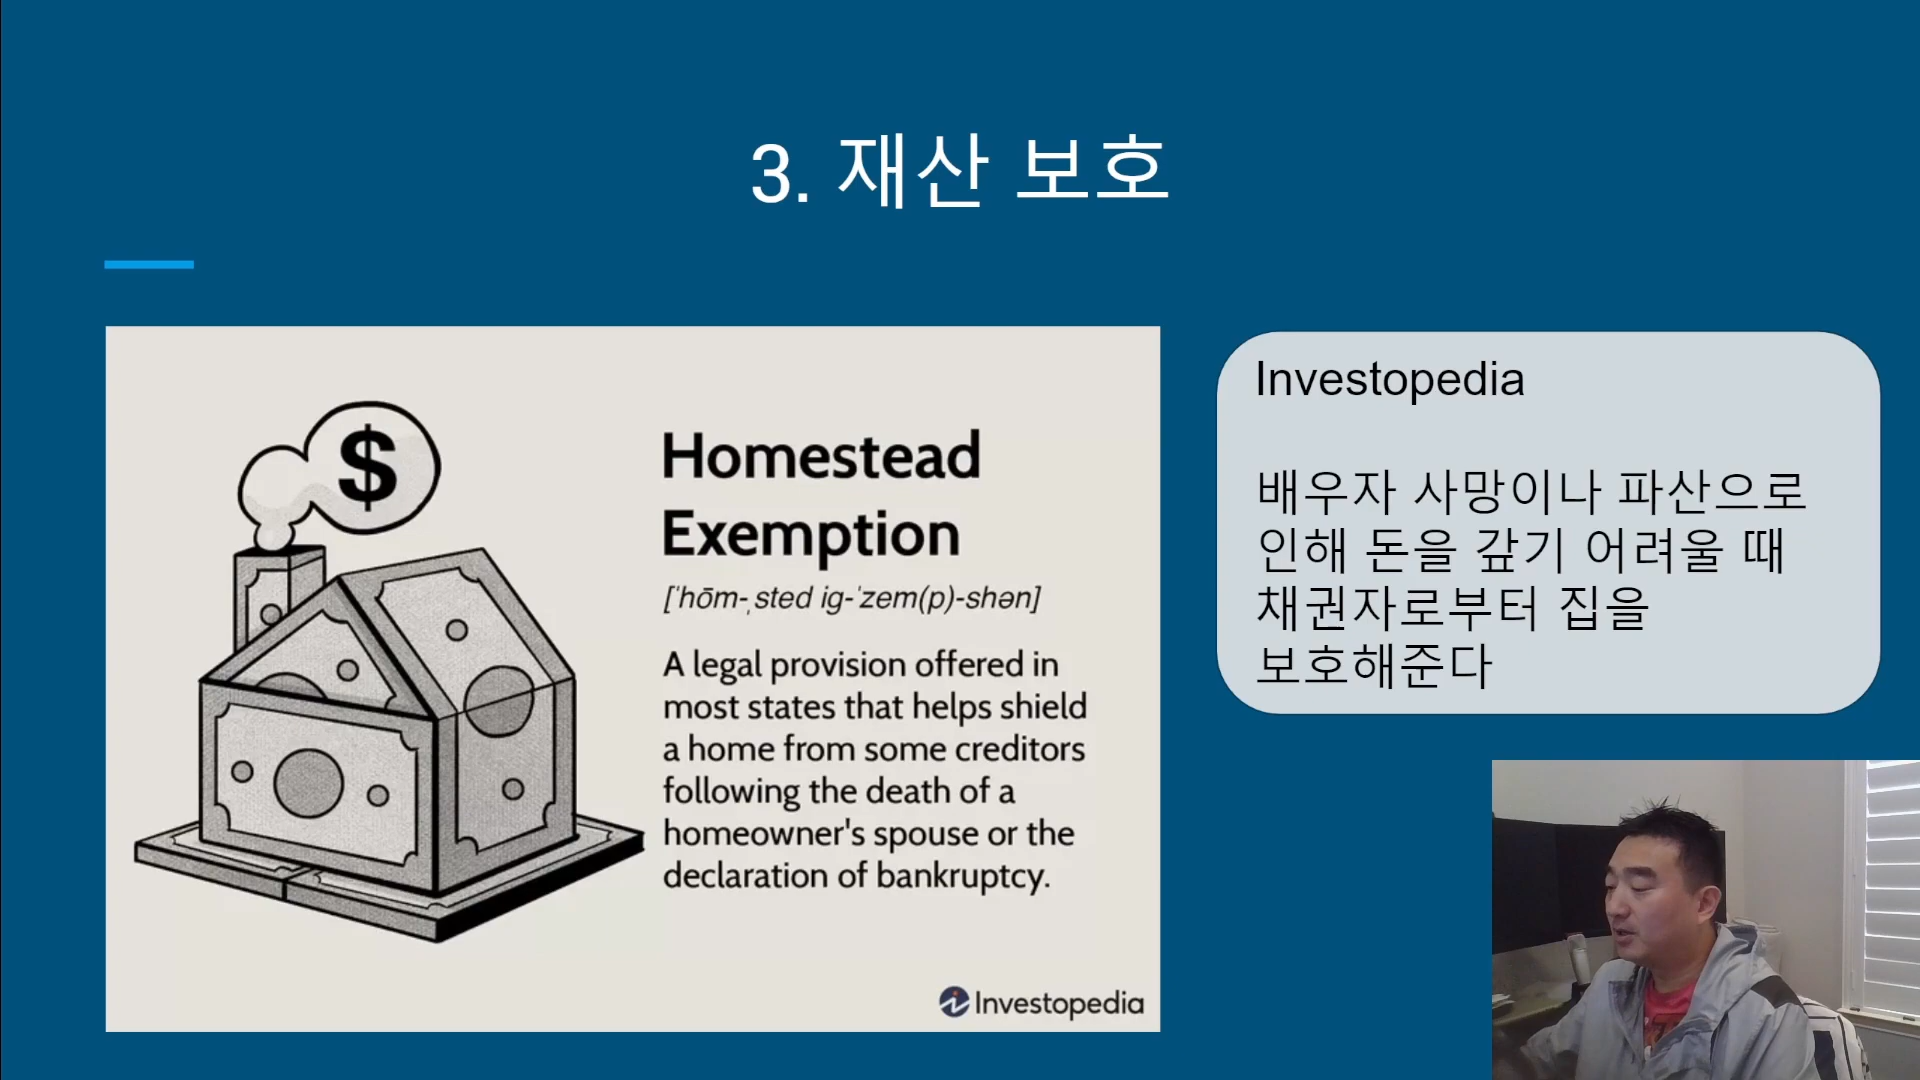 3. 재산 보호
$
Homestead
Exemption
[ˈhōm-ˌsted ig-ˈzem(p)-shən]
A legal provision offered in
most states that helps shield
a home from some creditors
following the death of a
homeowner's spouse or the
declaration of bankruptcy.
Investopedia
Investopedia
배우자 사망이나 파산으로
인해 돈을 갚기 어려울 때
채권자로부터 집을
보호해준다